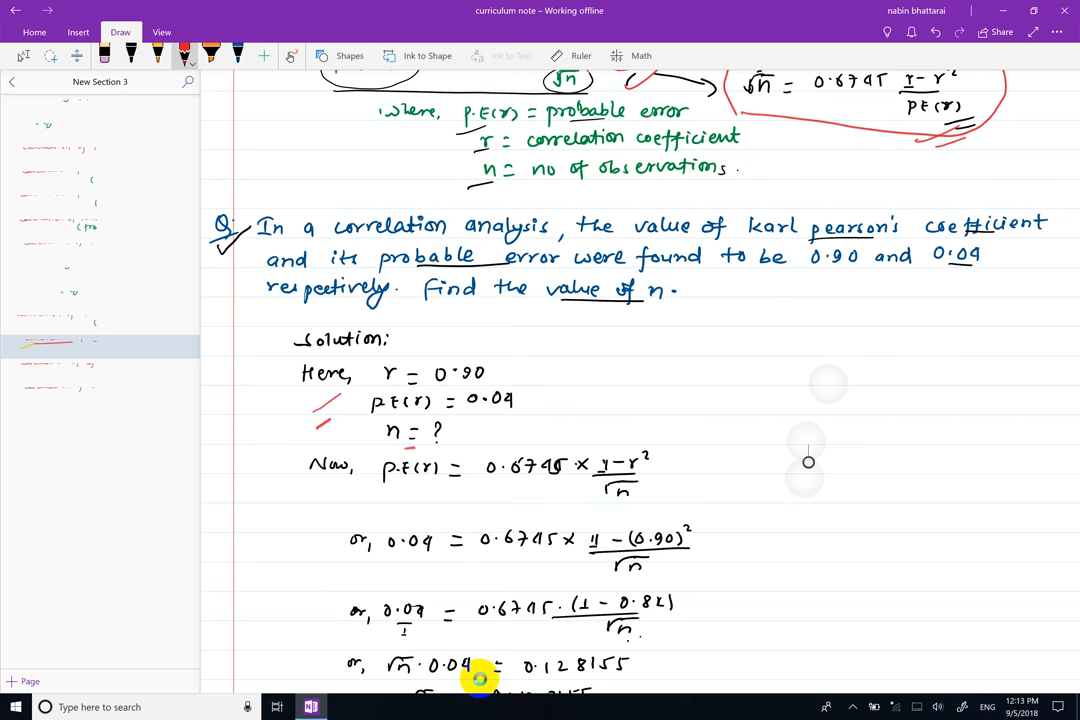 curriculum note – Working offline
nabin bhattarai
Home Insert Draw View
Share
Shapes Ink to Shape Ink to Text Ruler Math
New Section 3
√n
√n = 0.6745 1-r²
PE(r)
where, P.E(r) = probable error
r = correlation coefficient
n = no of observations.
Q. In a correlation analysis, the value of karl pearson's coefficient
and its probable error were found to be 0.90 and 0.04
respectively. Find the value of n.
Solution:
Here, r = 0.90
P.E(r) = 0.04
n = ?
Now, P.E(r) = 0.6745 × 1-r²
√n
or, 0.04 = 0.6745 × 1-(0.90)²
√n
or, 0.04 = 0.6745 . (1 - 0.81)
1 √n
or, √n . 0.04 = 0.128155
+ Page
Type here to search
ENG
12:13 PM
9/5/2018